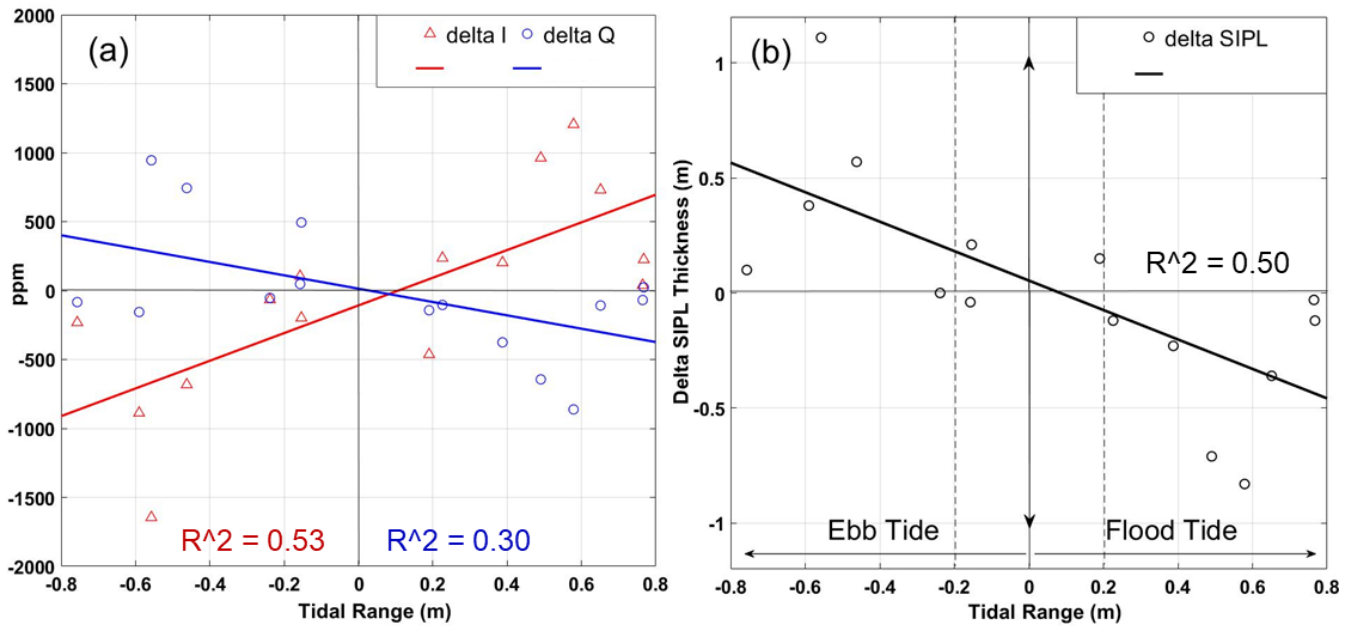 (a)
delta I
delta Q
2000
1500
1000
500
0
-500
-1000
-1500
-2000
ppm
R^2 = 0.53
R^2 = 0.30
-0.8 -0.6 -0.4 -0.2 0 0.2 0.4 0.6 0.8
Tidal Range (m)
(b)
delta SIPL
1
0.5
0
-0.5
-1
Delta SIPL Thickness (m)
R^2 = 0.50
Ebb Tide
Flood Tide
-0.8 -0.6 -0.4 -0.2 0 0.2 0.4 0.6 0.8
Tidal Range (m)